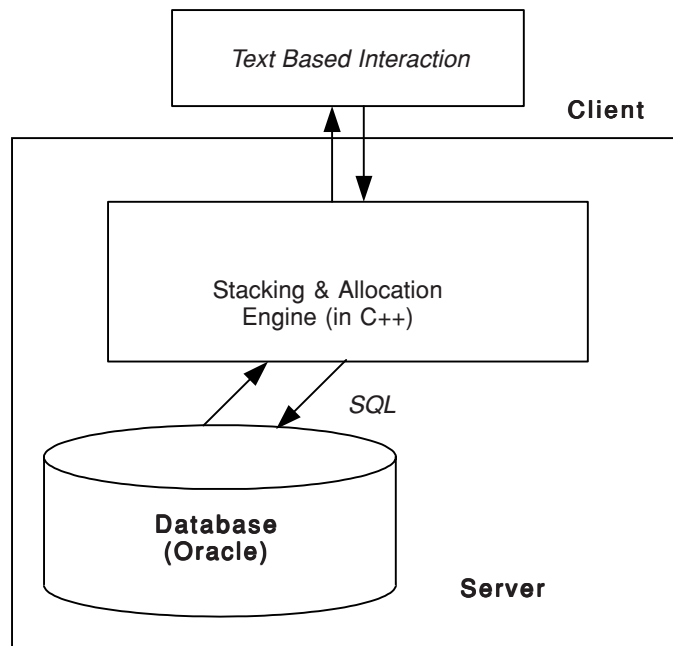 Text Based Interaction
Client
Stacking & Allocation
Engine (in C++)
SQL
Database
(Oracle)
Server